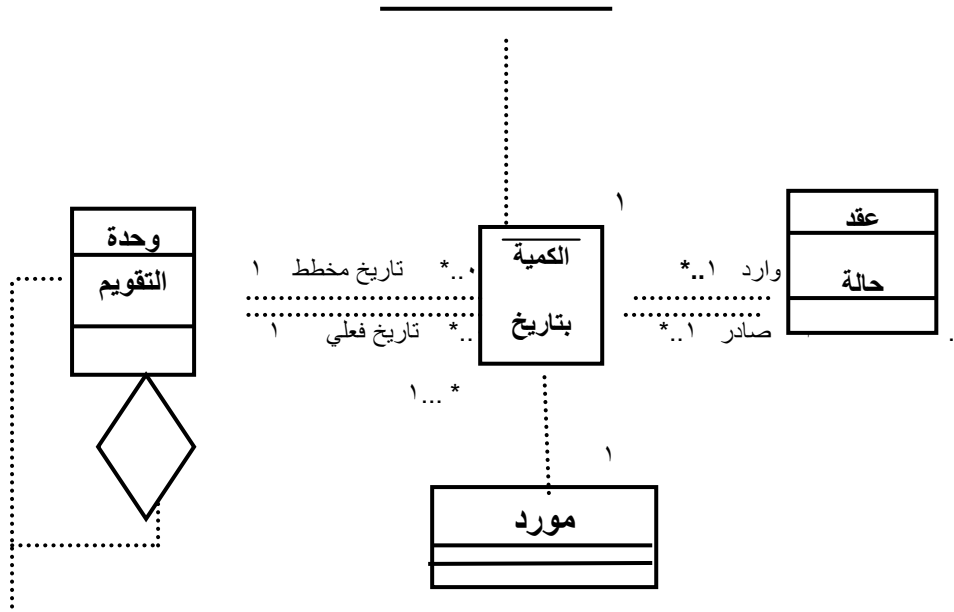 ١
عقد
حالة
وارد ١..*
صادر ١..*
الكمية
بتاريخ
٠..* تاريخ مخطط ١
..* تاريخ فعلي ١
وحدة
التقويم
* ...١
١
مورد